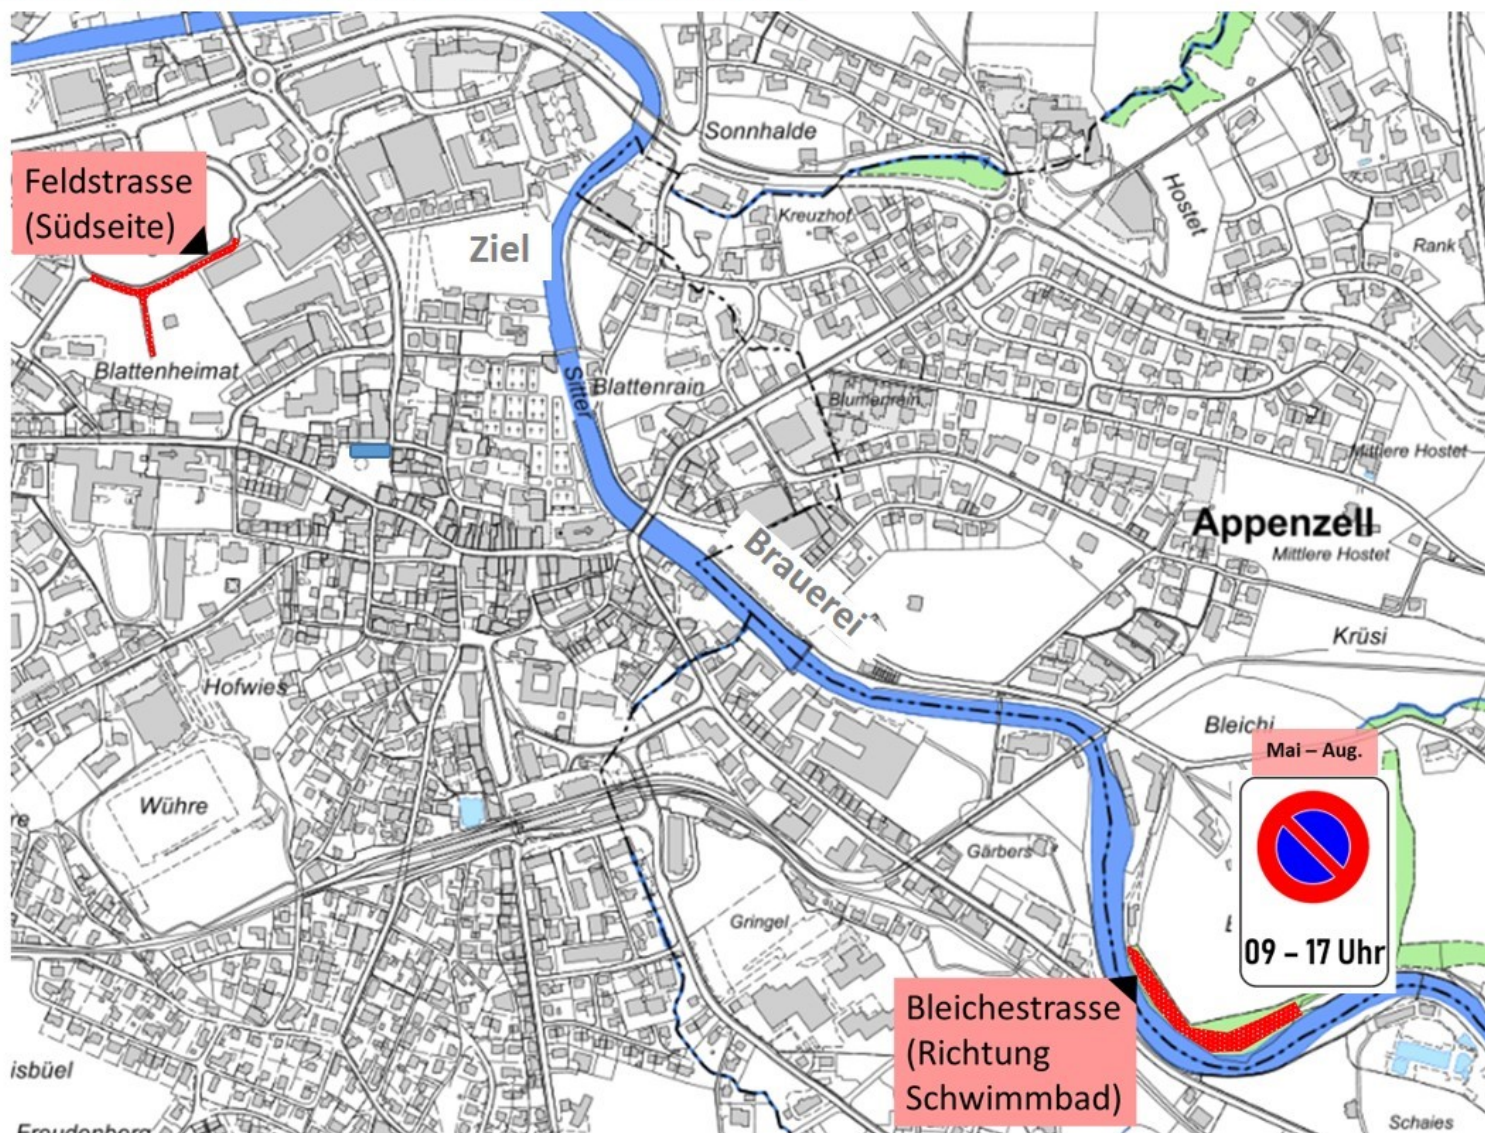 Sonnhalde
Feldstrasse
(Südseite)
Hostet
Kreuzhof
Ziel
Rank
Blattenheimat
Sitter
Blattenrain
Blumenrain
Mittlere Hostet
Appenzell
Mittlere Hostet
Brauerei
Krüsi
Hofwies
Bleichi
Mai – Aug.
Wühre
Gärbers
Gringel
09 – 17 Uhr
Bleichestrasse
(Richtung
Schwimmbad)
isbüel
Schaies
Freudenberg